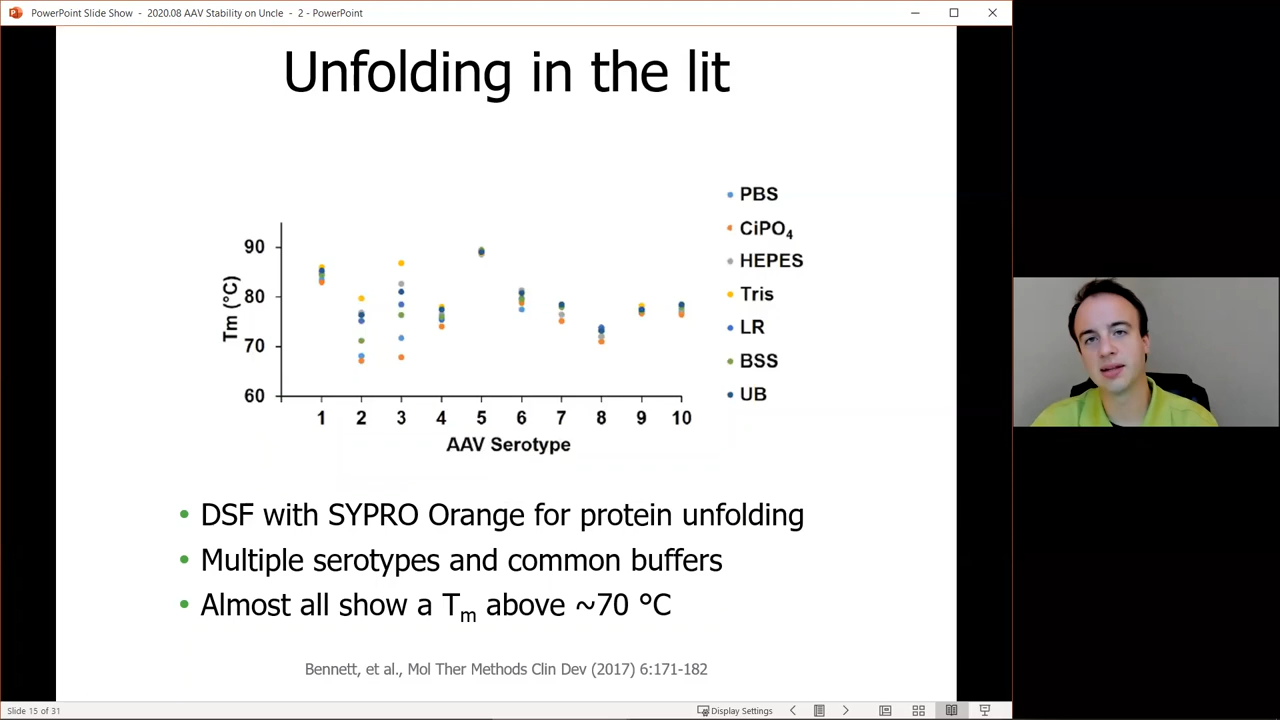 PowerPoint Slide Show - 2020.08 AAV Stability on Uncle - 2 - PowerPoint
Unfolding in the lit
PBS
CiPO₄
HEPES
Tris
LR
BSS
UB
Tm (°C)
90
80
70
60
1 2 3 4 5 6 7 8 9 10
AAV Serotype
• DSF with SYPRO Orange for protein unfolding
• Multiple serotypes and common buffers
• Almost all show a Tₘ above ~70 °C
Bennett, et al., Mol Ther Methods Clin Dev (2017) 6:171-182
Slide 15 of 31
Display Settings